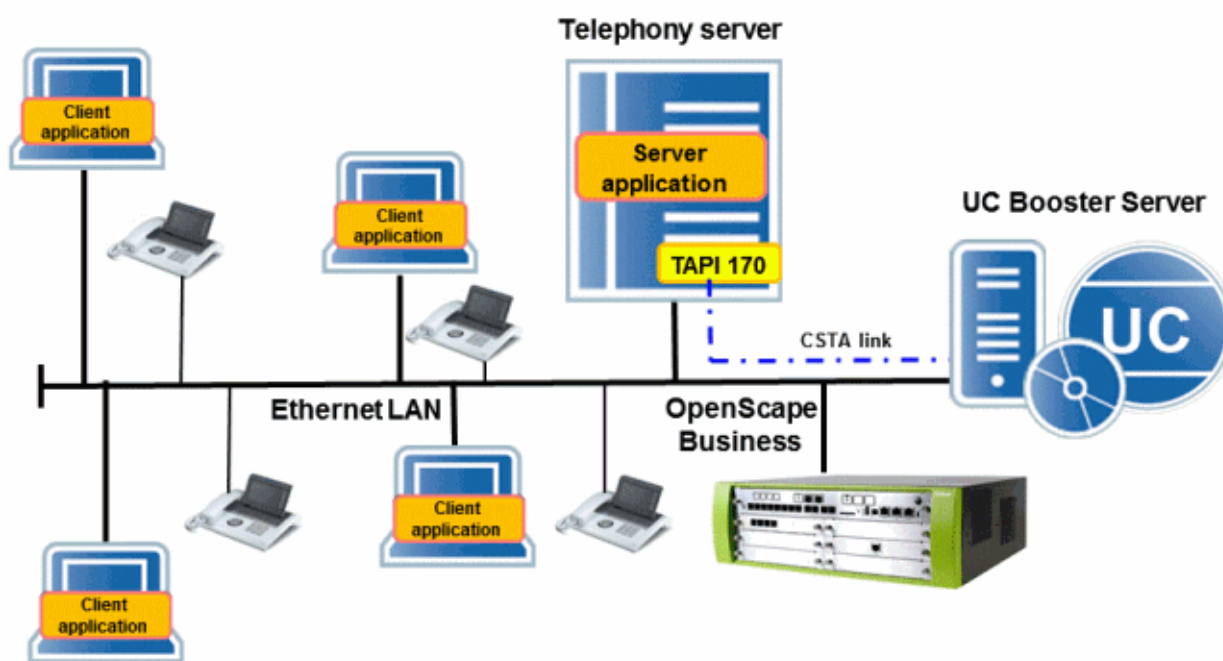 Telephony server
Client
application
Server
application
Client
application
UC Booster Server
TAPI 170
UC
CSTA link
Ethernet LAN
OpenScape
Business
Client
application
Client
application